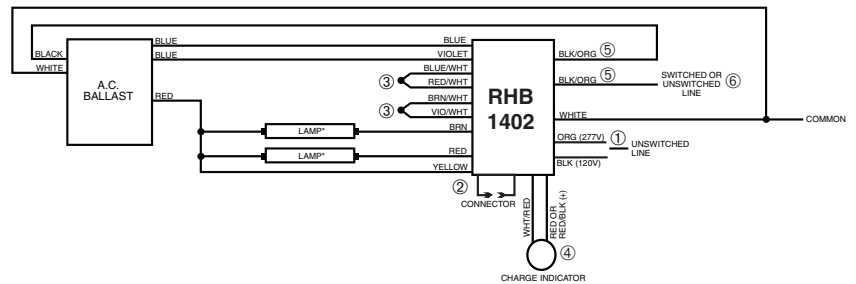 BLUE
BLUE
BLACK
BLUE
VIOLET
BLK/ORG ⑤
WHITE
BLUE/WHT
③
RED/WHT
A.C.
BALLAST
BLK/ORG ⑤
SWITCHED OR
UNSWITCHED
LINE
⑥
RED
BRN/WHT
③
VIO/WHT
RHB
1402
WHITE
COMMON
LAMP*
BRN
ORG (277V)
①
UNSWITCHED
LINE
LAMP*
RED
BLK (120V)
YELLOW
②
CONNECTOR
WHT/RED
RED OR
RED/BLK (+)
④
CHARGE INDICATOR